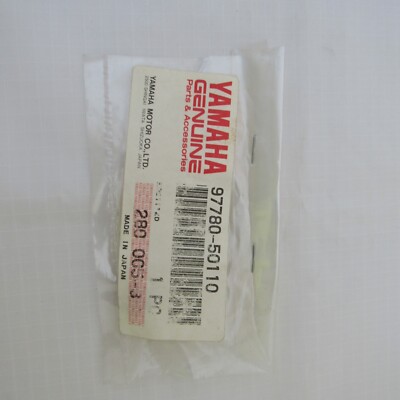 YAMAHA
GENUINE
Parts & Accessories
YAMAHA MOTOR CO., LTD.
97780-50110
1 PC
280 005-3
MADE IN JAPAN